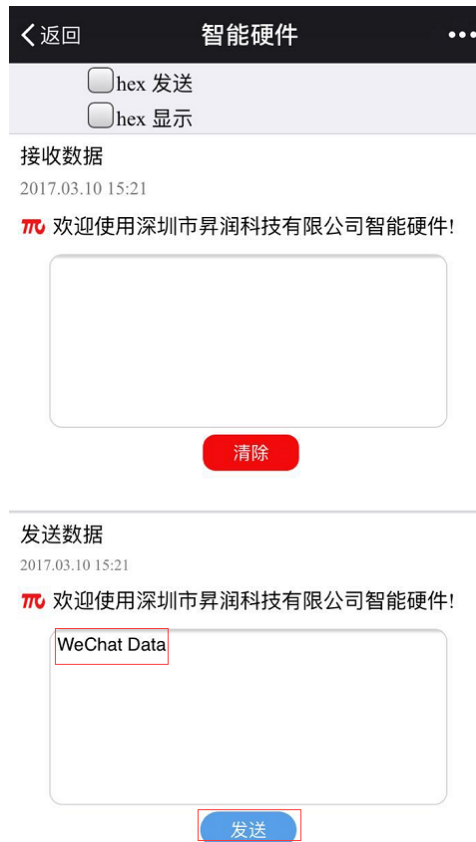 返回 智能硬件
hex 发送
hex 显示
接收数据
2017.03.10 15:21
欢迎使用深圳市昇润科技有限公司智能硬件!
清除
发送数据
2017.03.10 15:21
欢迎使用深圳市昇润科技有限公司智能硬件!
WeChat Data
发送